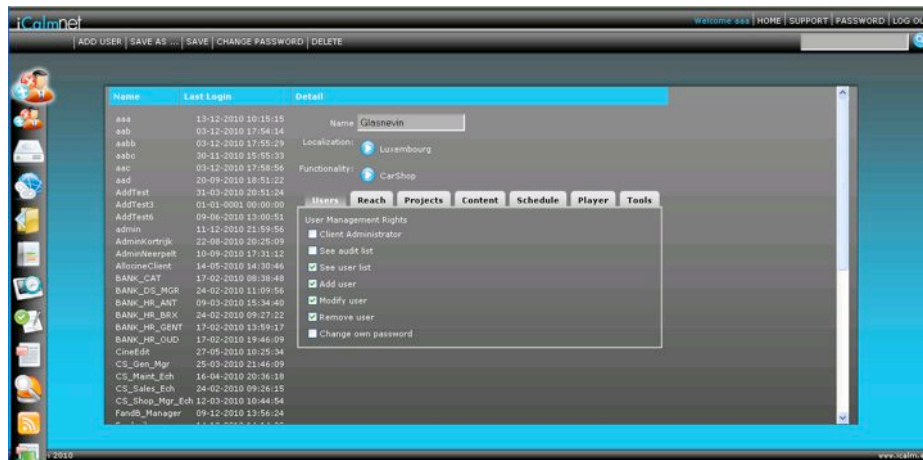 iCalmnet
Welcome aaa | HOME | SUPPORT | PASSWORD | LOG OU
ADD USER | SAVE AS ... | SAVE | CHANGE PASSWORD | DELETE
Name Last Login Detail
aaa 13-12-2010 10:15:15
aab 03-12-2010 17:54:14
aabb 03-12-2010 17:55:29
aabc 30-11-2010 15:55:33
aac 03-12-2010 17:58:56
aad 20-09-2010 18:51:22
AddTest 31-03-2010 20:51:24
AddTest3 01-01-0001 00:00:00
AddTest6 09-06-2010 13:00:51
admin 11-12-2010 21:59:56
AdminKortrijk 22-08-2010 20:25:09
AdminNeerpelt 10-09-2010 17:31:12
AllocineClient 14-05-2010 14:30:46
BANK_CAT 17-02-2010 08:38:48
BANK_DS_MGR 24-02-2010 11:09:56
BANK_HR_ANT 09-03-2010 15:34:40
BANK_HR_BRX 24-02-2010 09:27:22
BANK_HR_GENT 17-02-2010 13:59:17
BANK_HR_OUD 17-02-2010 19:46:09
CineEdit 27-05-2010 10:25:34
CS_Gen_Mgr 25-03-2010 21:46:09
CS_Maint_Ech 16-04-2010 20:36:18
CS_Sales_Ech 24-02-2010 09:26:15
CS_Shop_Mgr_Ech 12-03-2010 10:44:54
FandB_Manager 09-12-2010 13:56:24
Name Glasnevin
Localization: Luxembourg
Functionality: CarShop
Users Reach Projects Content Schedule Player Tools
User Management Rights
Client Administrator
See audit list
See user list
Add user
Modify user
Remove user
Change own password
2010
www.icalm.